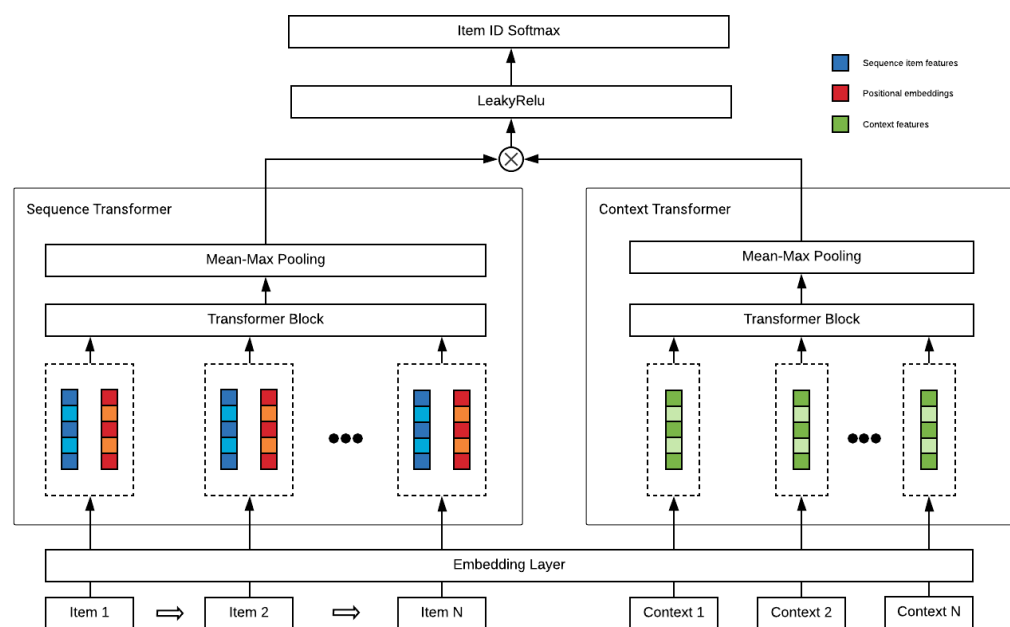 Item ID Softmax
LeakyRelu
Sequence item features
Positional embeddings
Context features
Sequence Transformer
Mean-Max Pooling
Transformer Block
Context Transformer
Mean-Max Pooling
Transformer Block
Embedding Layer
Item 1
Item 2
Item N
Context 1
Context 2
Context N